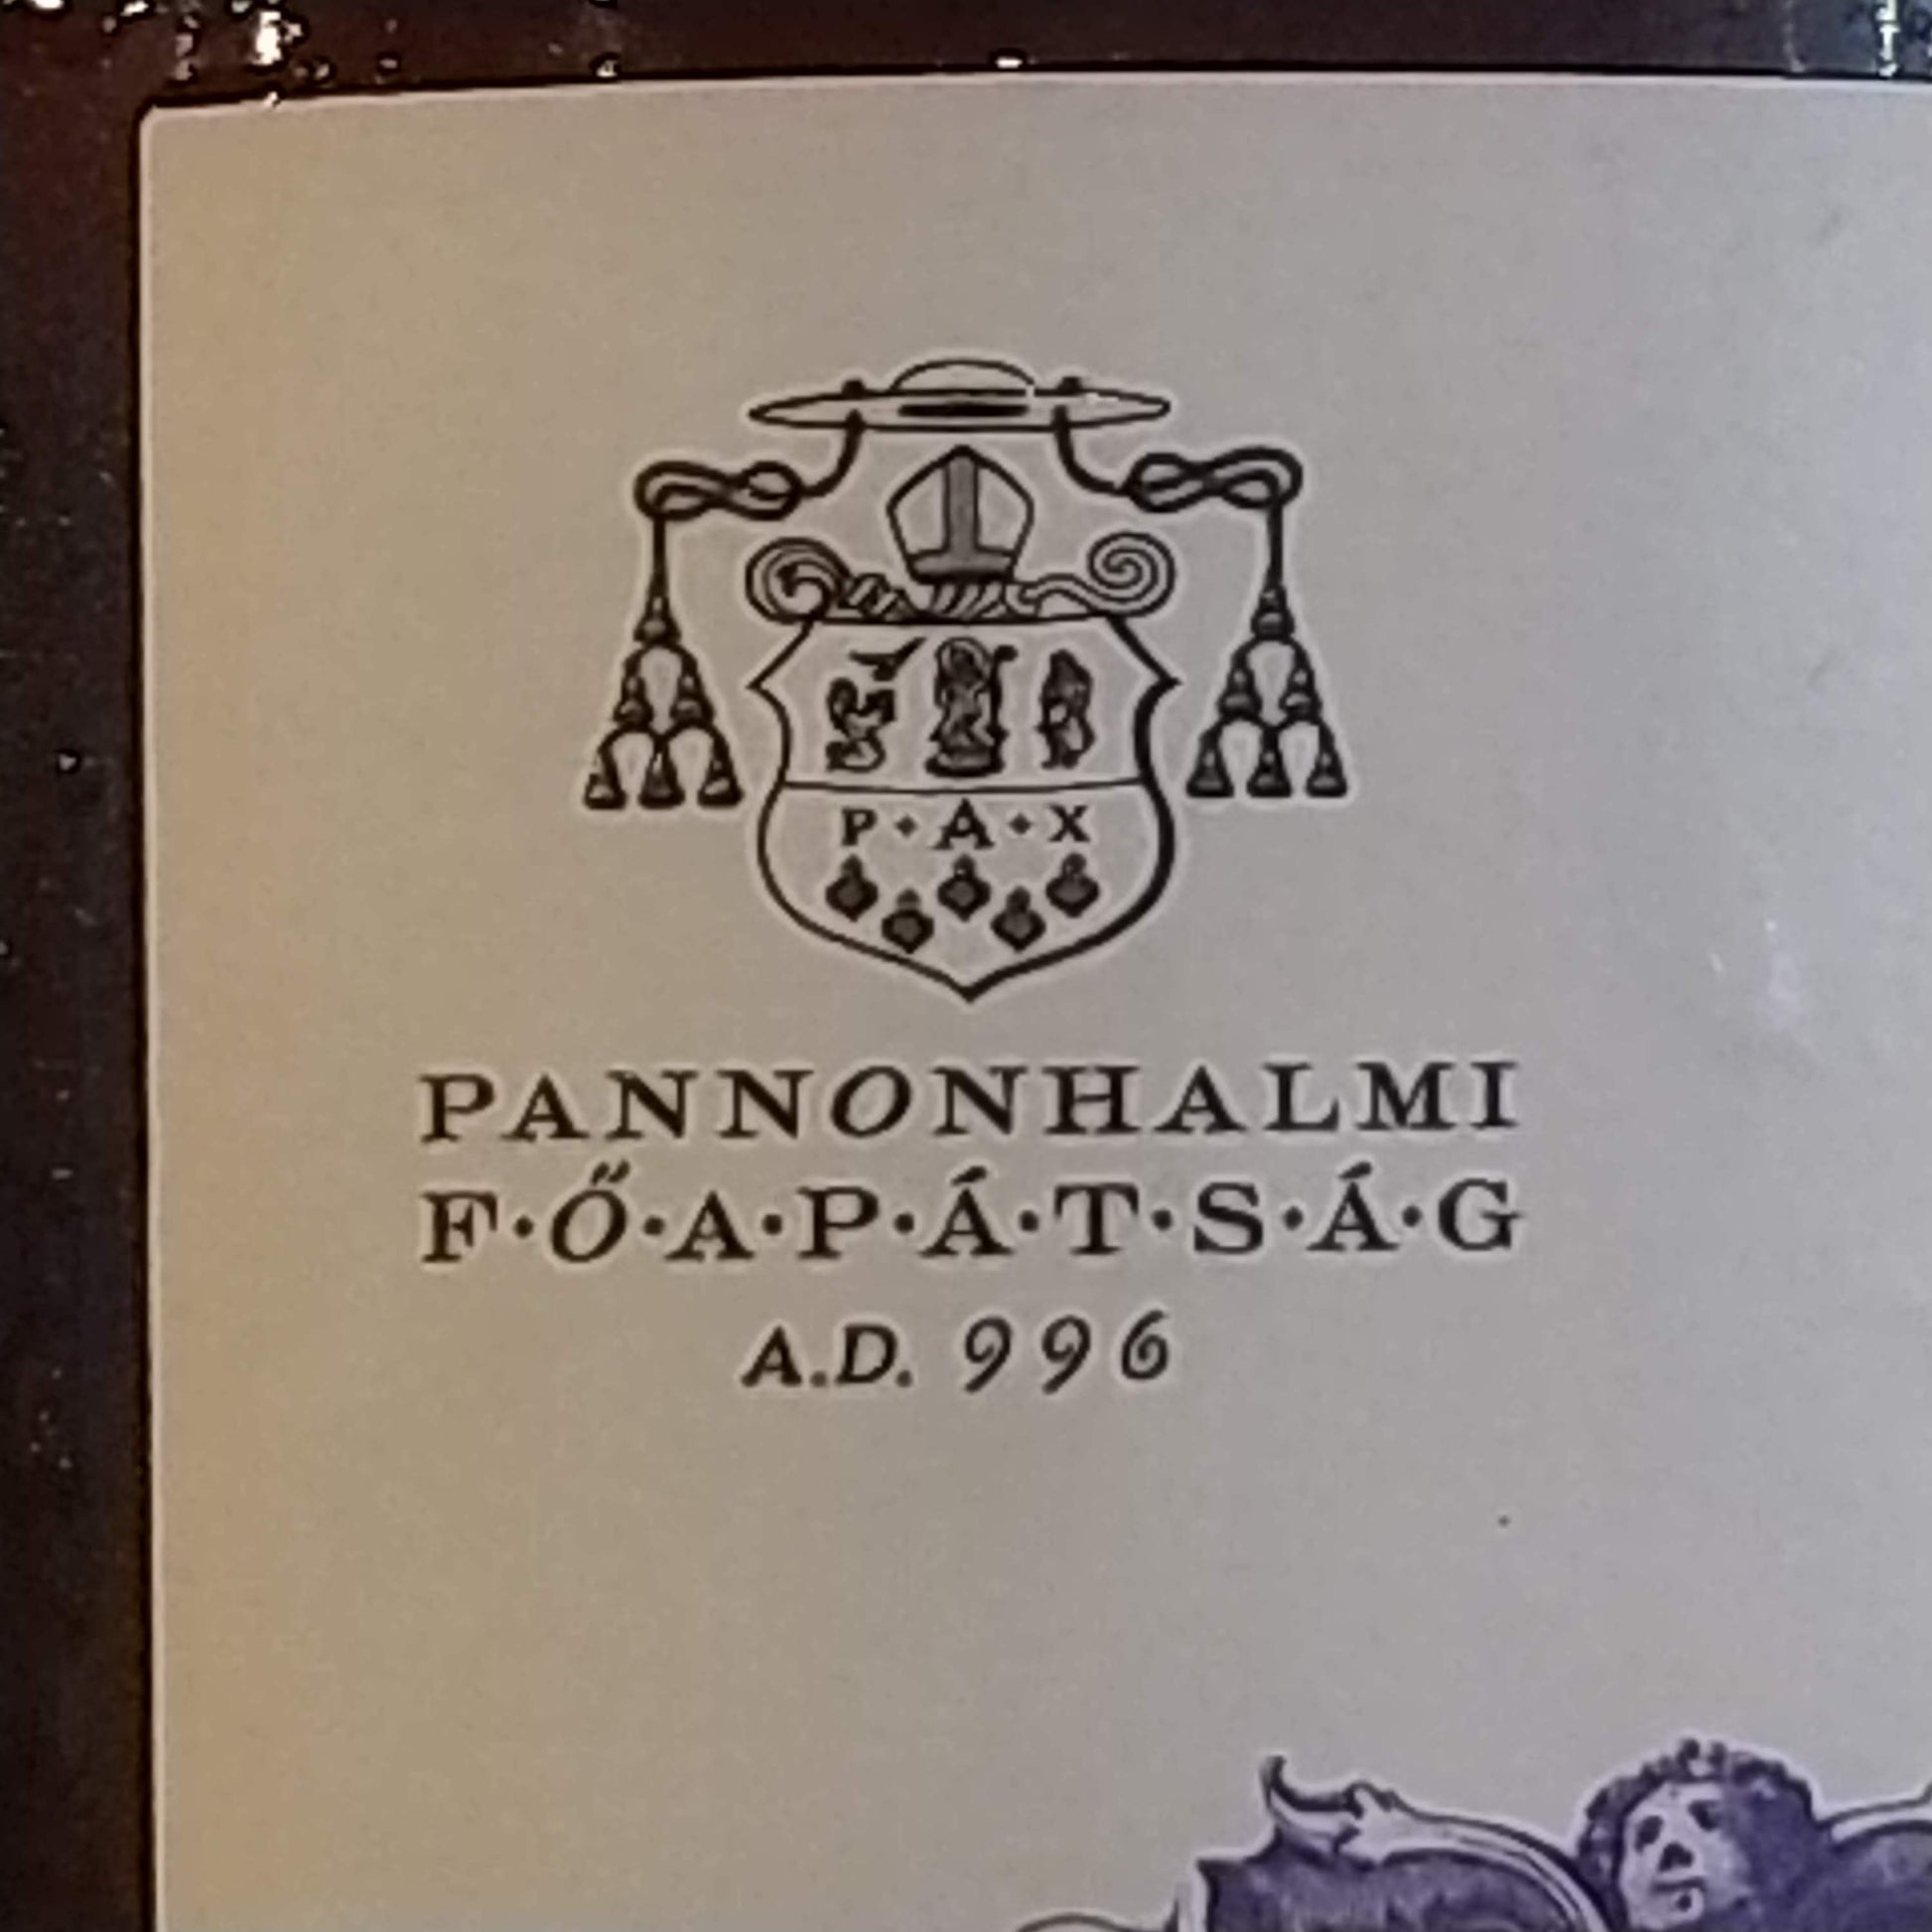 P + A + X
PANNONHALMI
F·Ő·A·P·Á·T·S·Á·G
A.D. 996